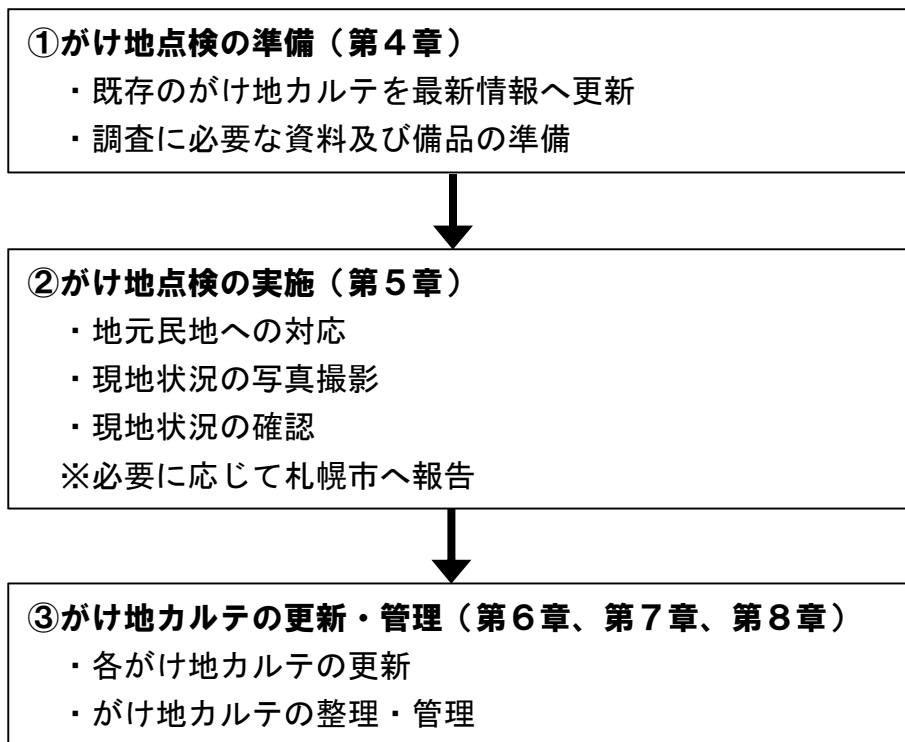 ①がけ地点検の準備（第４章）
・既存のがけ地カルテを最新情報へ更新
・調査に必要な資料及び備品の準備
②がけ地点検の実施（第５章）
・地元民地への対応
・現地状況の写真撮影
・現地状況の確認
※必要に応じて札幌市へ報告
③がけ地カルテの更新・管理（第６章、第７章、第８章）
・各がけ地カルテの更新
・がけ地カルテの整理・管理